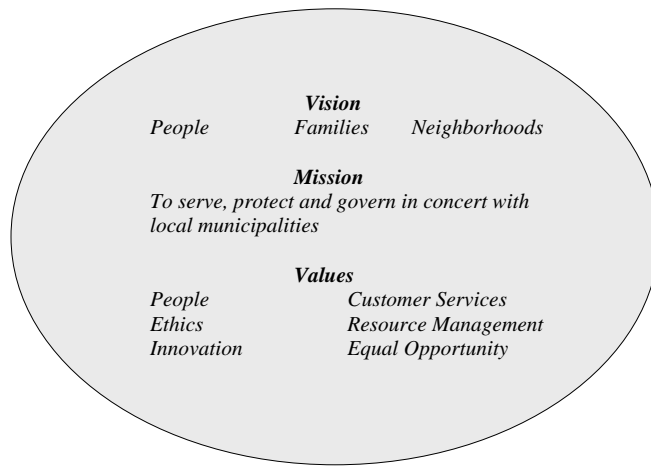 Vision
People Families Neighborhoods
Mission
To serve, protect and govern in concert with
local municipalities
Values
People Customer Services
Ethics Resource Management
Innovation Equal Opportunity